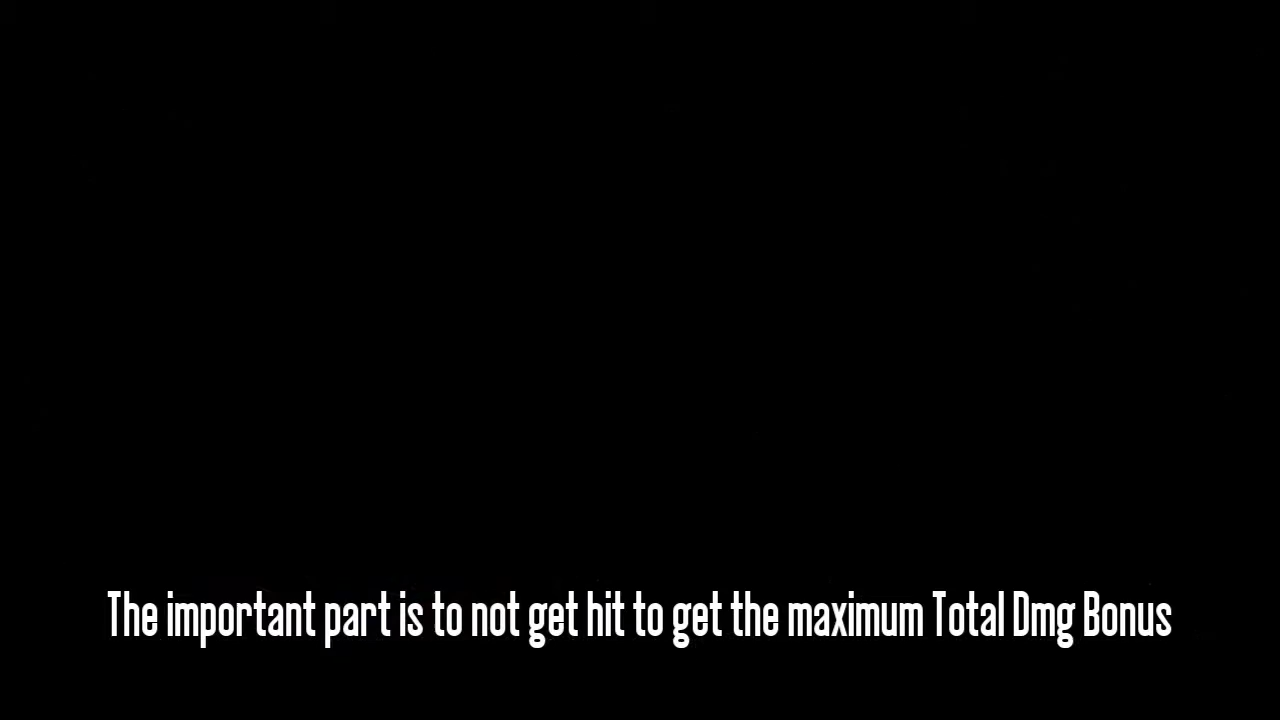 The important part is to not get hit to get the maximum Total Dmg Bonus